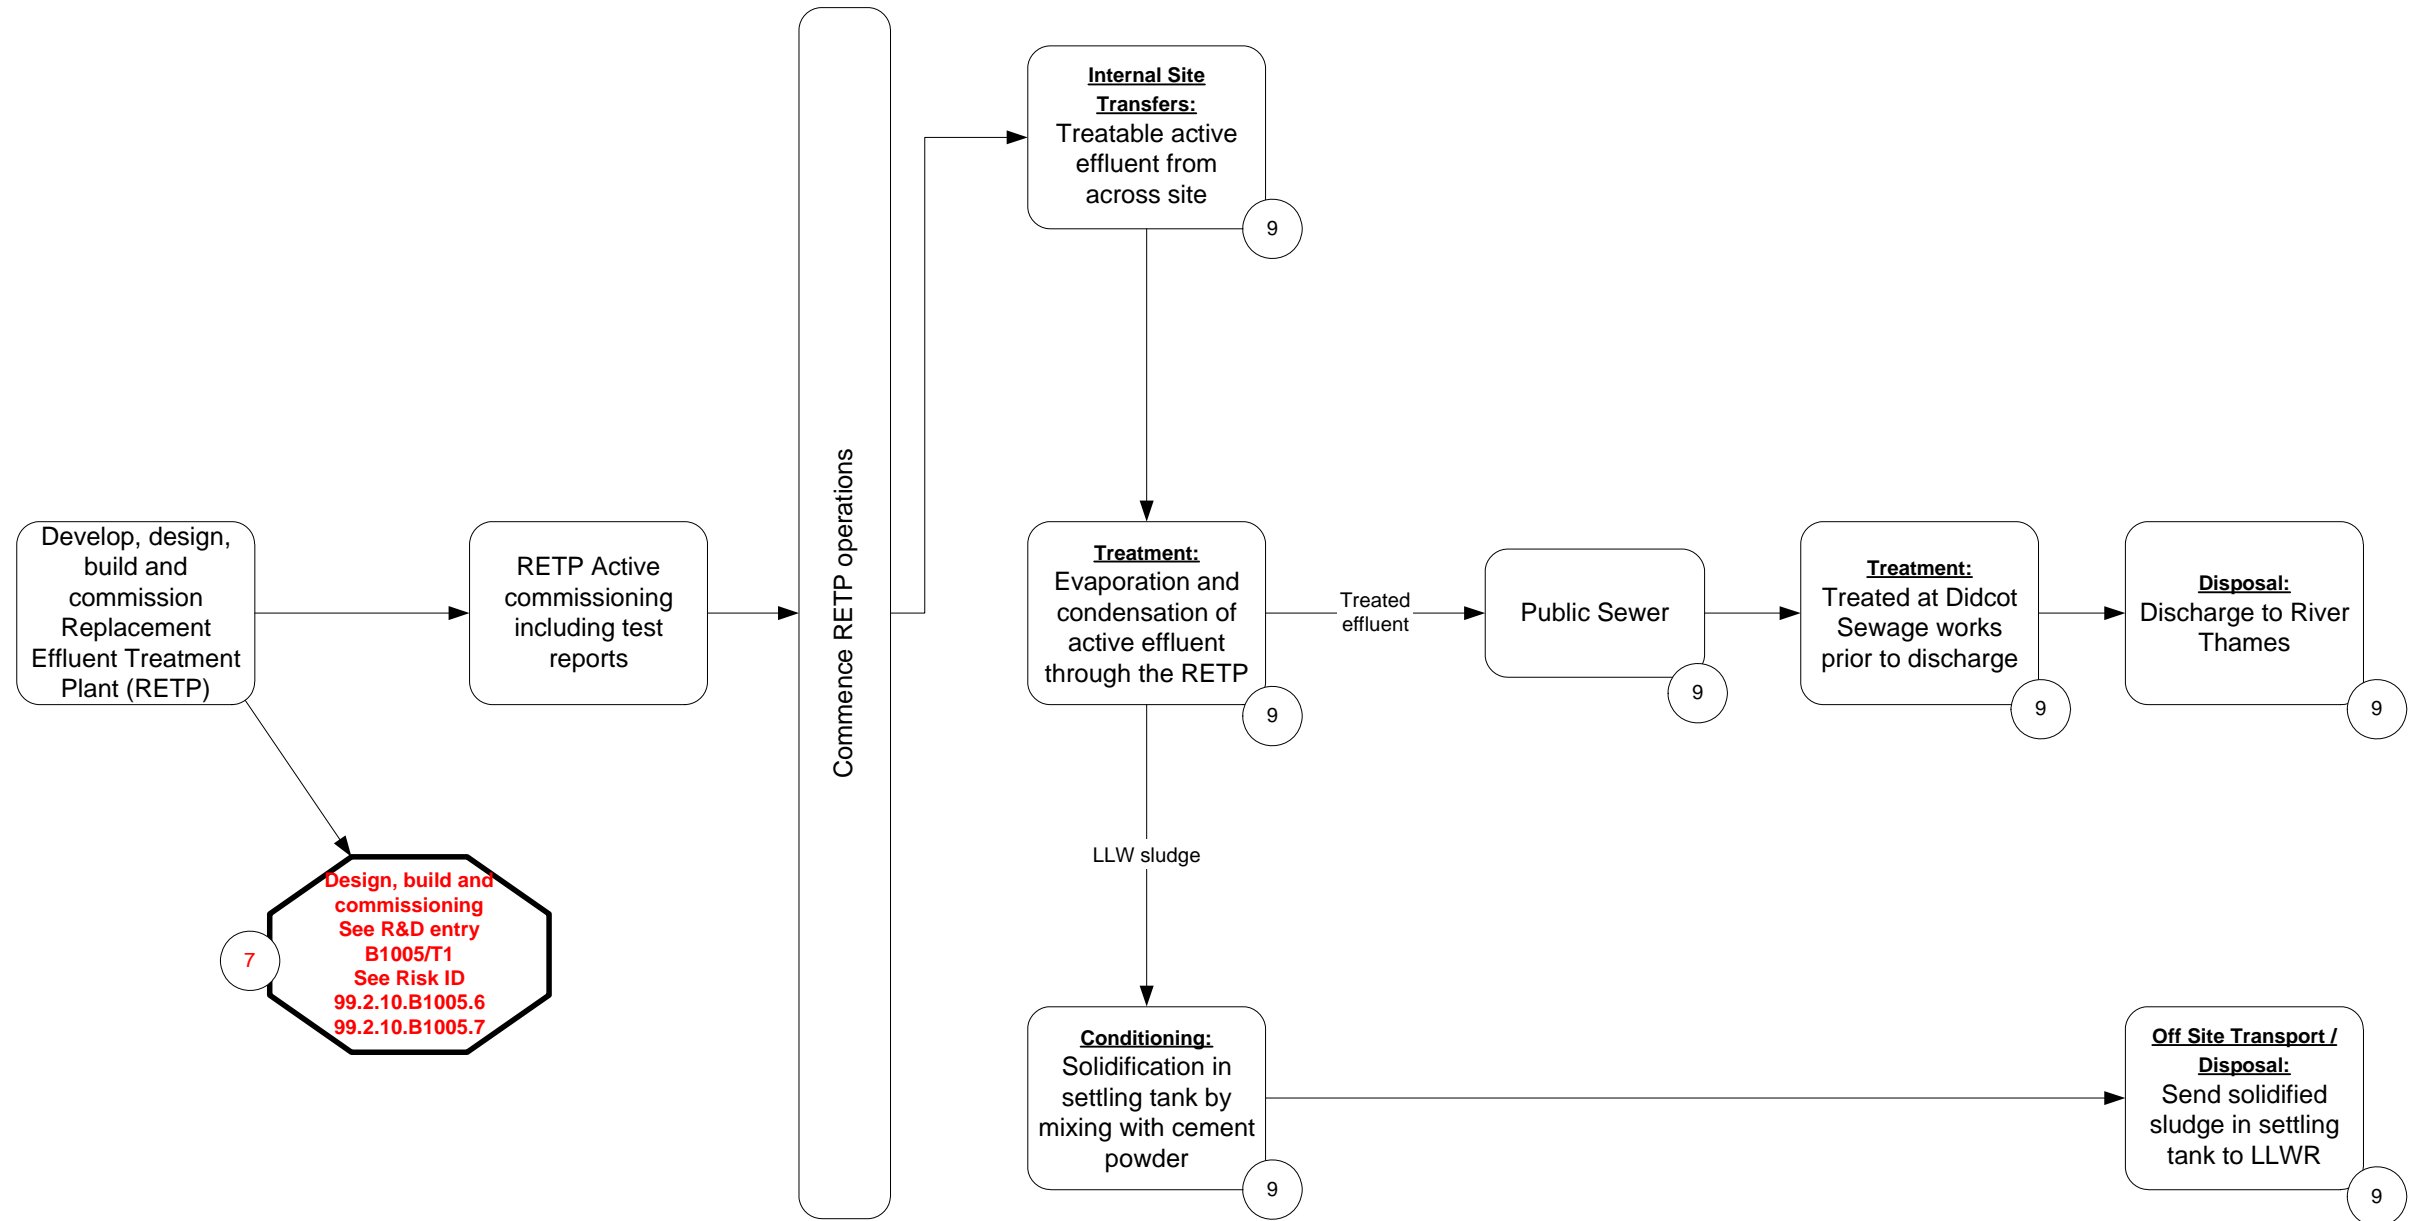 Develop, design,
build and
commission
Replacement
Effluent Treatment
Plant (RETP)
Design, build and
commissioning
See R&D entry
B1005/T1
See Risk ID
99.2.10.B1005.6
99.2.10.B1005.7
7
RETP Active
commissioning
including test
reports
Commence RETP operations
Internal Site
Transfers:
Treatable active
effluent from
across site
9
Treatment:
Evaporation and
condensation of
active effluent
through the RETP
9
Treated
effluent
Public Sewer
9
Treatment:
Treated at Didcot
Sewage works
prior to discharge
9
Disposal:
Discharge to River
Thames
9
LLW sludge
Conditioning:
Solidification in
settling tank by
mixing with cement
powder
9
Off Site Transport /
Disposal:
Send solidified
sludge in settling
tank to LLWR
9